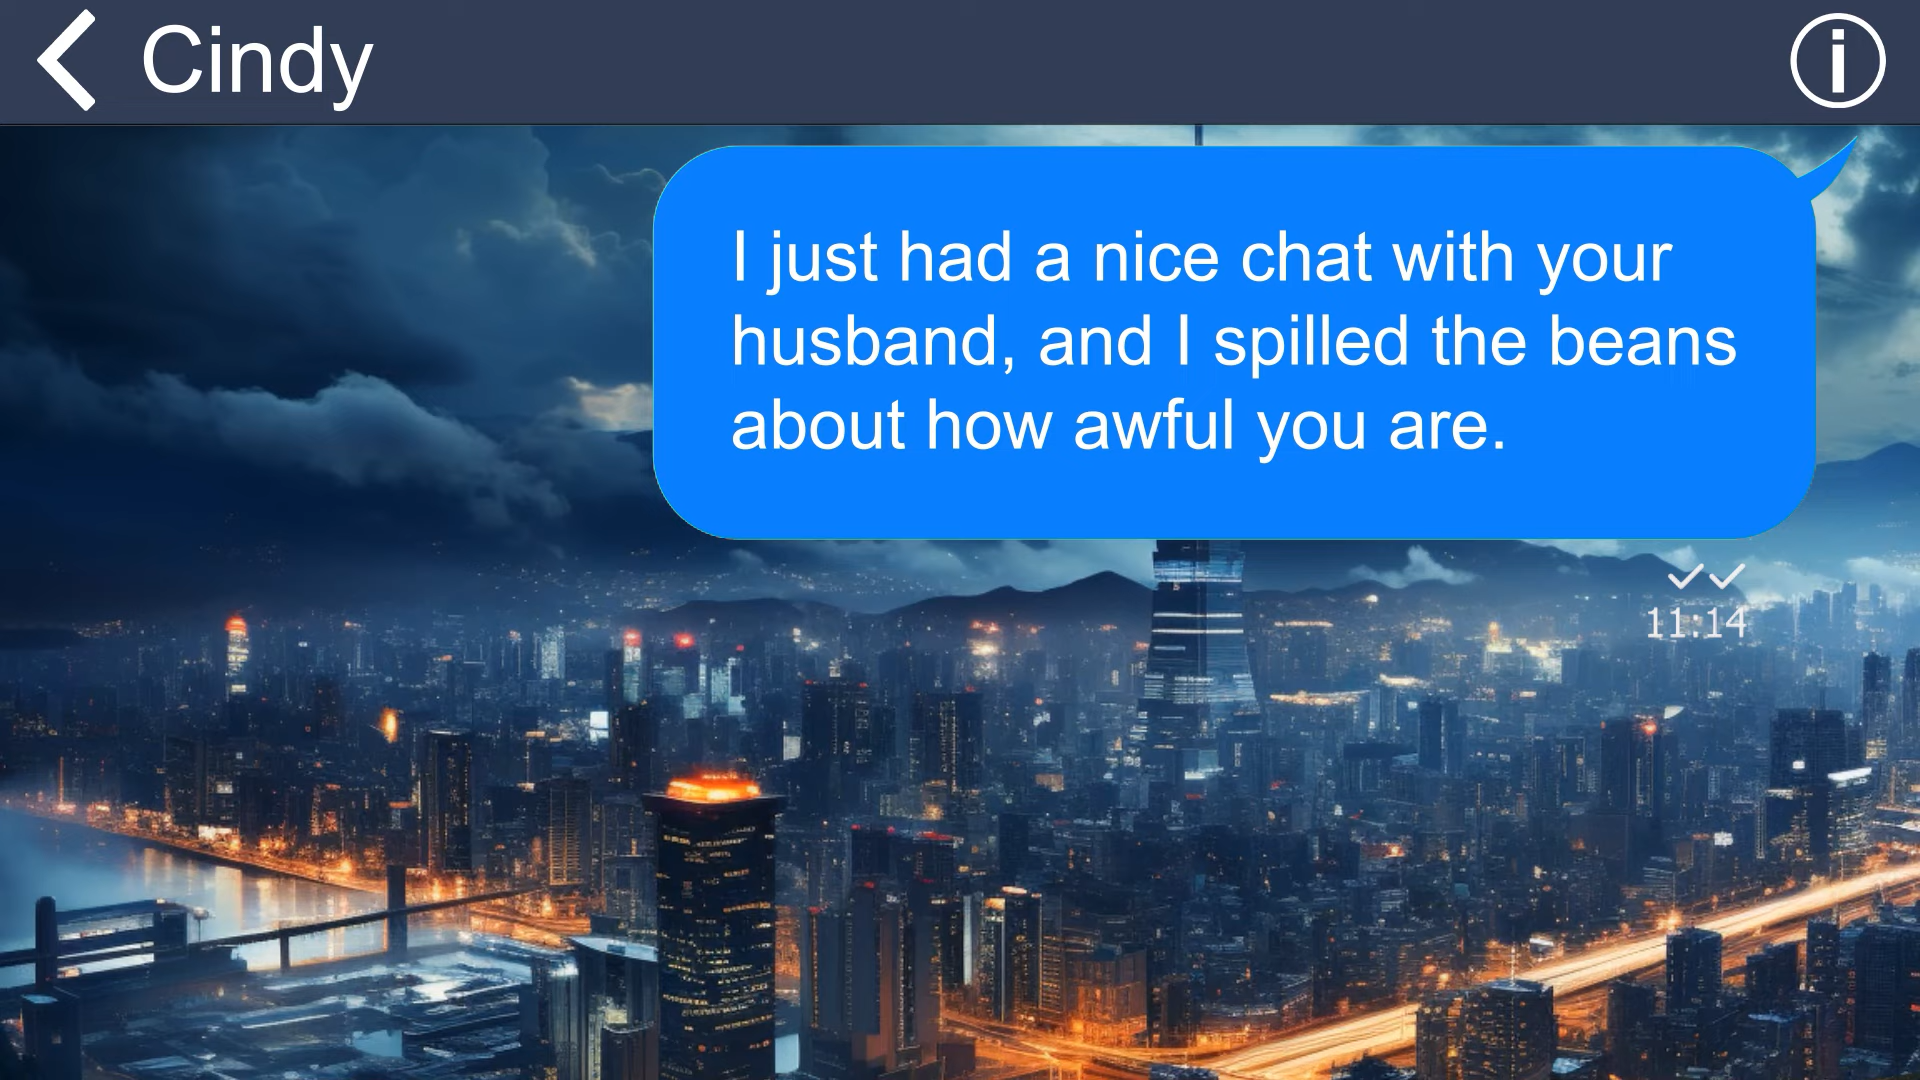 Cindy
I just had a nice chat with your
husband, and I spilled the beans
about how awful you are.
11:14